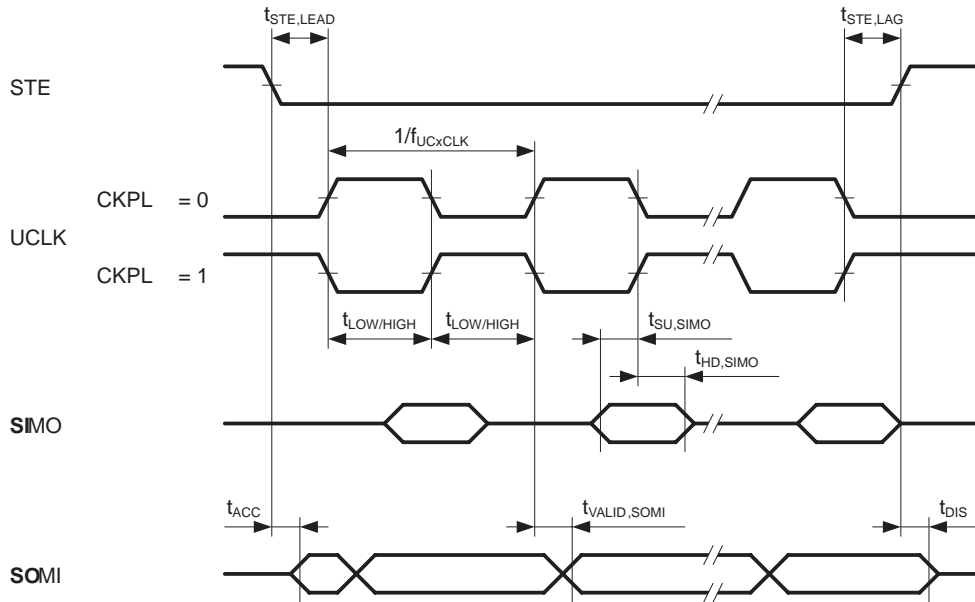 tSTE,LEAD
tSTE,LAG
STE
1/fUCxCLK
CKPL = 0
UCLK
CKPL = 1
tLOW/HIGH tLOW/HIGH
tSU,SIMO
tHD,SIMO
SIMO
tACC
tVALID,SOMI
tDIS
SOMI